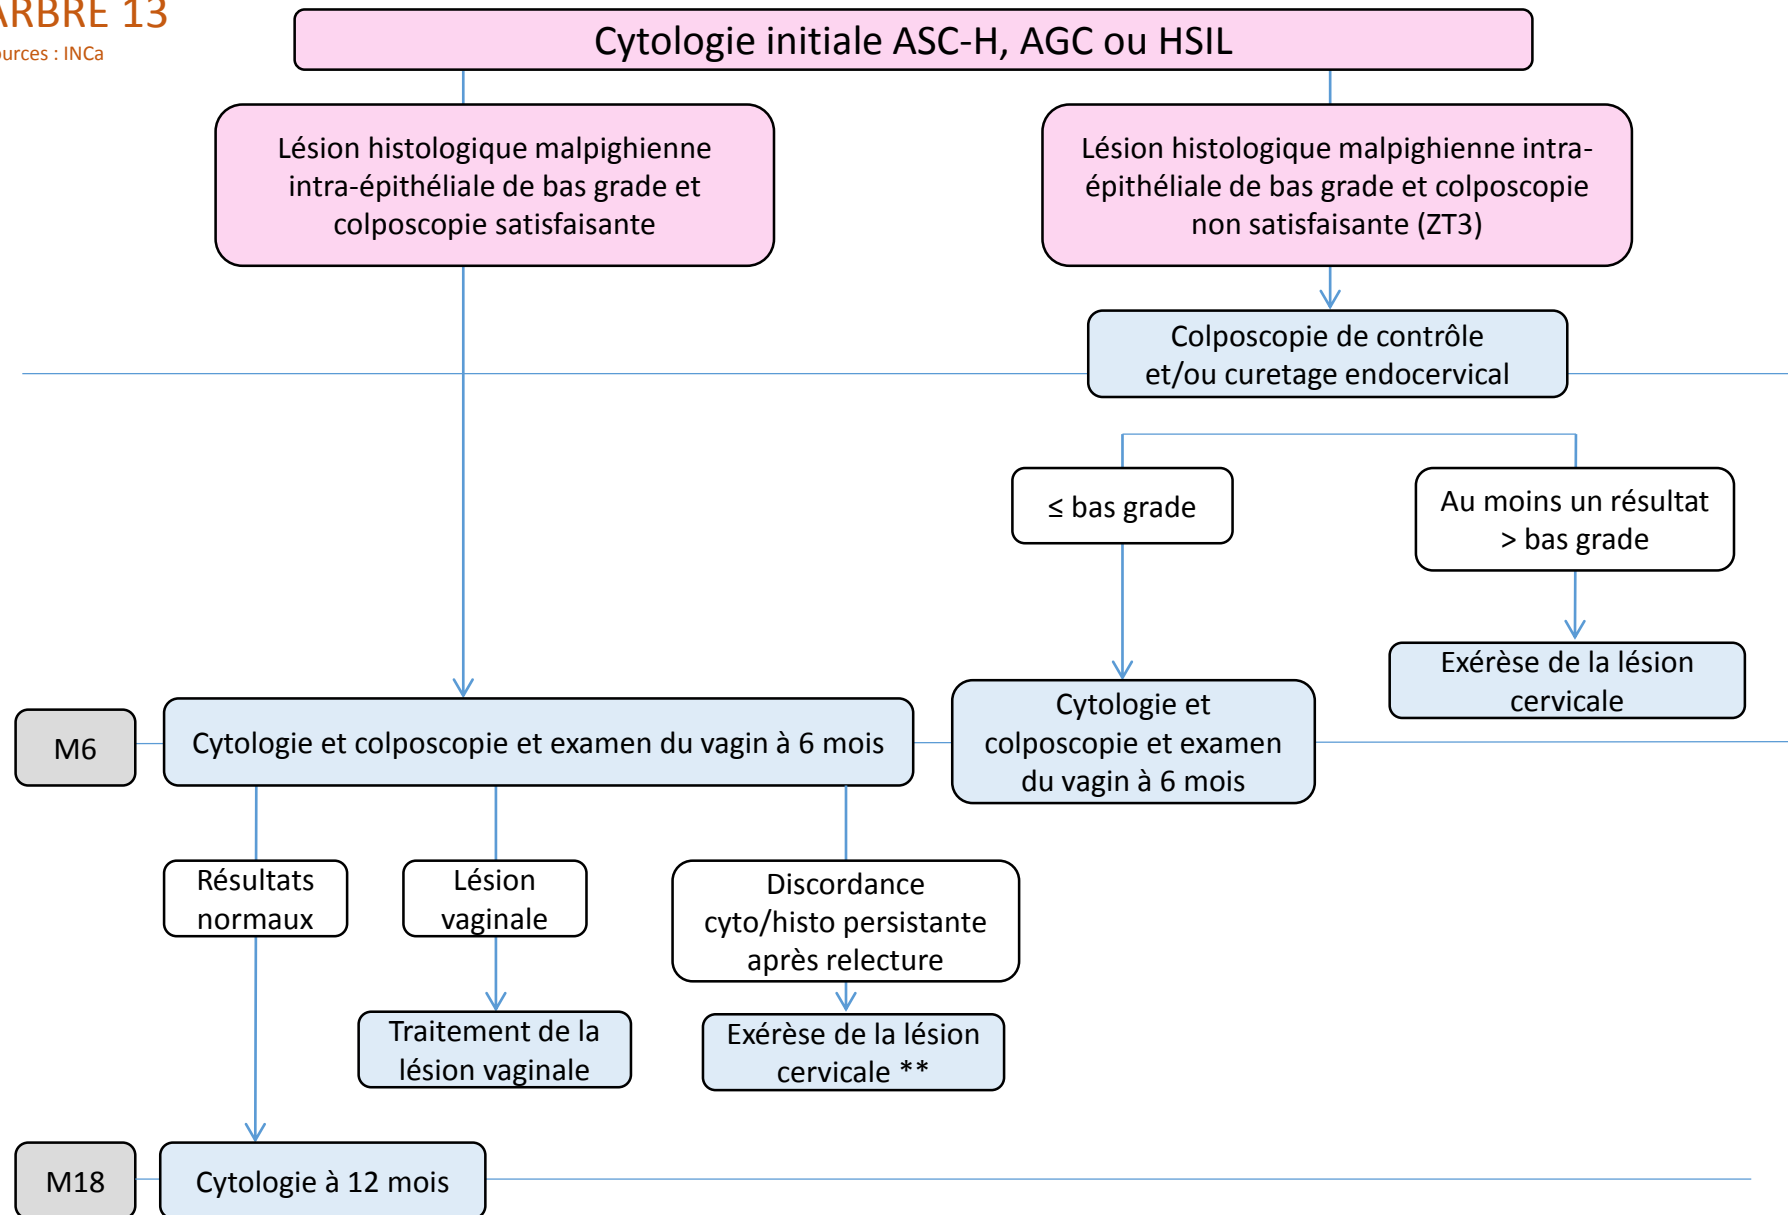 ARBRE 13
ources : INCa
Cytologie initiale ASC-H, AGC ou HSIL
Lésion histologique malpighienne
intra-épithéliale de bas grade et
colposcopie satisfaisante
Lésion histologique malpighienne intra-
épithéliale de bas grade et colposcopie
non satisfaisante (ZT3)
Colposcopie de contrôle
et/ou curetage endocervical
≤ bas grade
Au moins un résultat
> bas grade
Exérèse de la lésion
cervicale
M6
Cytologie et colposcopie et examen du vagin à 6 mois
Cytologie et
colposcopie et examen
du vagin à 6 mois
Résultats
normaux
Lésion
vaginale
Discordance
cyto/histo persistante
après relecture
Traitement de la
lésion vaginale
Exérèse de la lésion
cervicale **
M18
Cytologie à 12 mois